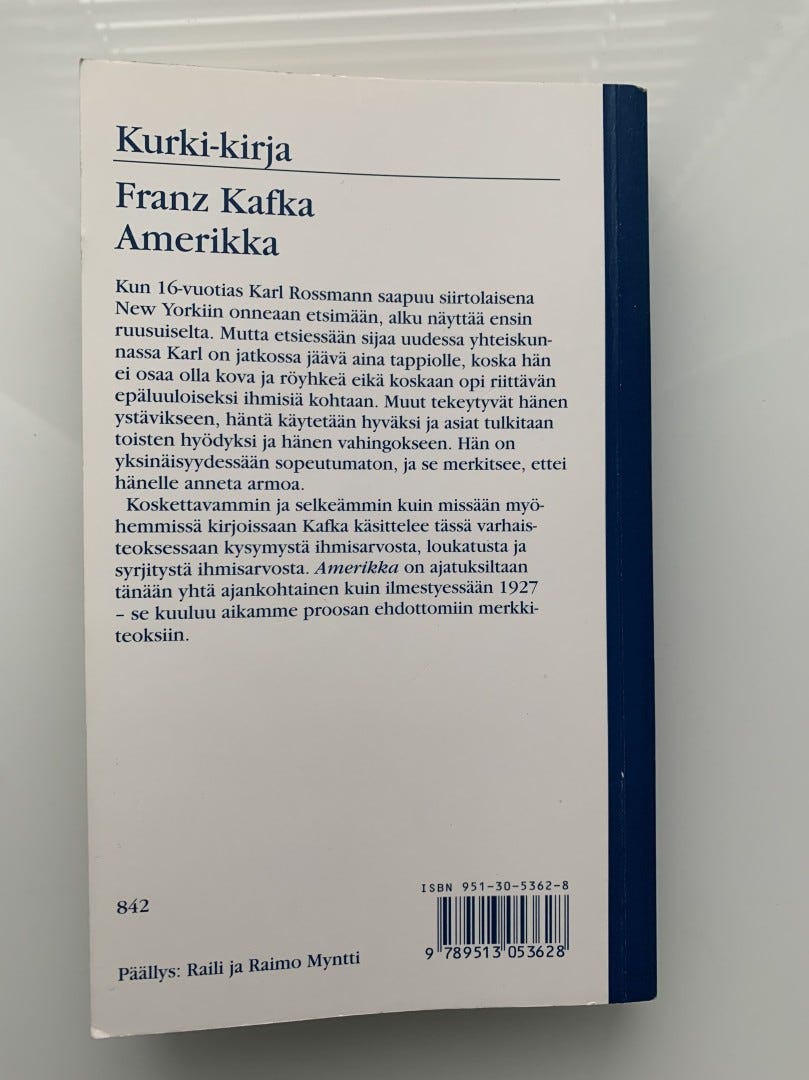 Kurki-kirja
Franz Kafka
Amerikka
Kun 16-vuotias Karl Rossmann saapuu siirtolaisena
New Yorkiin onneaan etsimään, alku näyttää ensin
ruusuiselta. Mutta etsiessään sijaa uudessa yhteiskun-
nassa Karl on jatkossa jäävä aina tappiolle, koska hän
ei osaa olla kova ja röyhkeä eikä koskaan opi riittävän
epäluuloiseksi ihmisiä kohtaan. Muut tekeytyvät hänen
ystävikseen, häntä käytetään hyväksi ja asiat tulkitaan
toisten hyödyksi ja hänen vahingokseen. Hän on
yksinäisyydessään sopeutumaton, ja se merkitsee, ettei
hänelle anneta armoa.
Koskettavammin ja selkeämmin kuin missään myö-
hemmissä kirjoissaan Kafka käsittelee tässä varhais-
teoksessaan kysymystä ihmisarvosta, loukatusta ja
syrjitystä ihmisarvosta. Amerikka on ajatuksiltaan
tänään yhtä ajankohtainen kuin ilmestyessään 1927
– se kuuluu aikamme proosan ehdottomiin merkki-
teoksiin.
ISBN 951-30-5362-8
842
9 789513 053628
Päällys: Raili ja Raimo Myntti